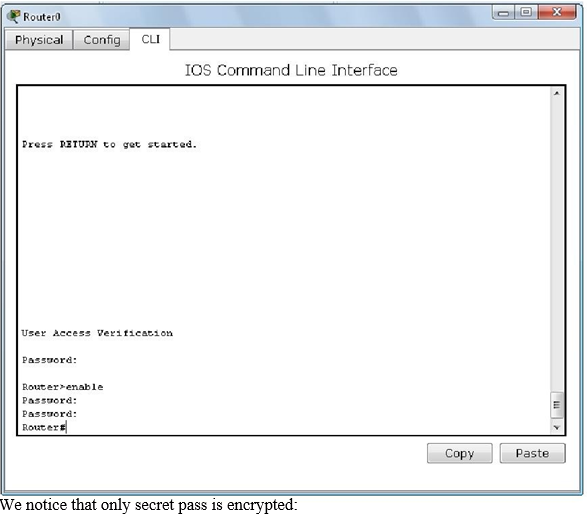 Router0
Physical Config CLI
IOS Command Line Interface
Press RETURN to get started.
User Access Verification
Password:
Router>enable
Password:
Password:
Router#
Copy Paste
We notice that only secret pass is encrypted: